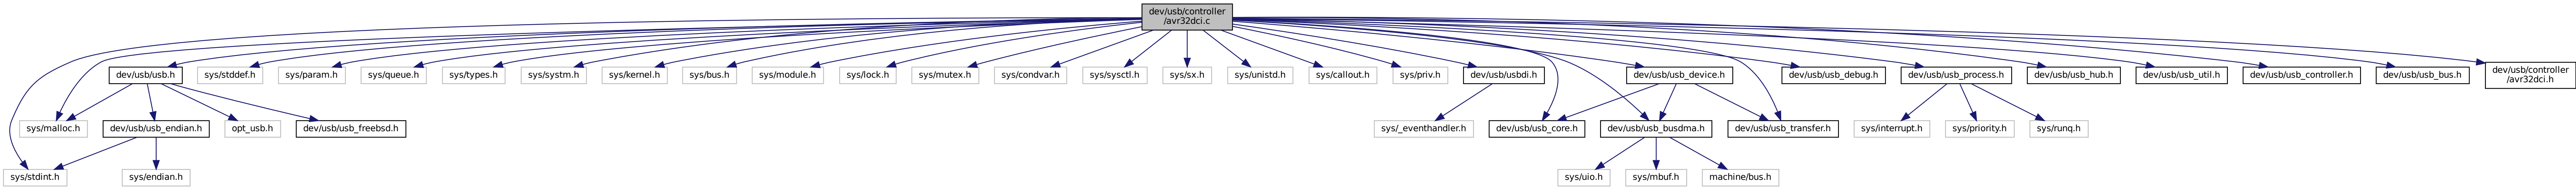 dev/usb/controller
/avr32dci.c
dev/usb/usb.h
sys/stddef.h
sys/param.h
sys/queue.h
sys/types.h
sys/systm.h
sys/kernel.h
sys/bus.h
sys/module.h
sys/lock.h
sys/mutex.h
sys/condvar.h
sys/sysctl.h
sys/sx.h
sys/unistd.h
sys/callout.h
sys/priv.h
dev/usb/usbdi.h
dev/usb/usb_device.h
dev/usb/usb_debug.h
dev/usb/usb_process.h
dev/usb/usb_hub.h
dev/usb/usb_util.h
dev/usb/usb_controller.h
dev/usb/usb_bus.h
dev/usb/controller
/avr32dci.h
sys/malloc.h
dev/usb/usb_endian.h
opt_usb.h
dev/usb/usb_freebsd.h
sys/_eventhandler.h
dev/usb/usb_core.h
dev/usb/usb_busdma.h
dev/usb/usb_transfer.h
sys/interrupt.h
sys/priority.h
sys/runq.h
sys/stdint.h
sys/endian.h
sys/uio.h
sys/mbuf.h
machine/bus.h